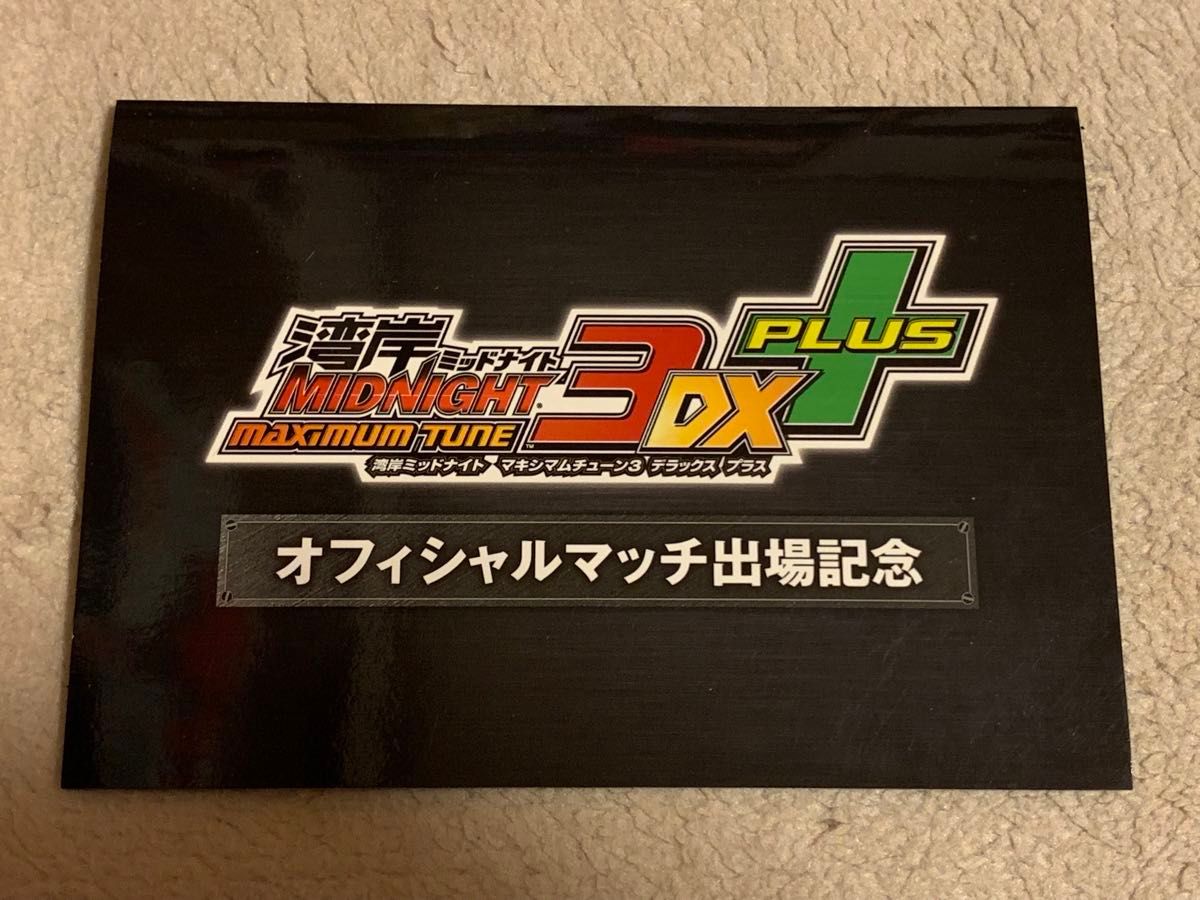 湾岸
ミッドナイト
MIDNIGHT
MAXIMUM TUNE™
3DX
PLUS
湾岸ミッドナイト マキシマムチューン3 デラックス プラス
オフィシャルマッチ出場記念